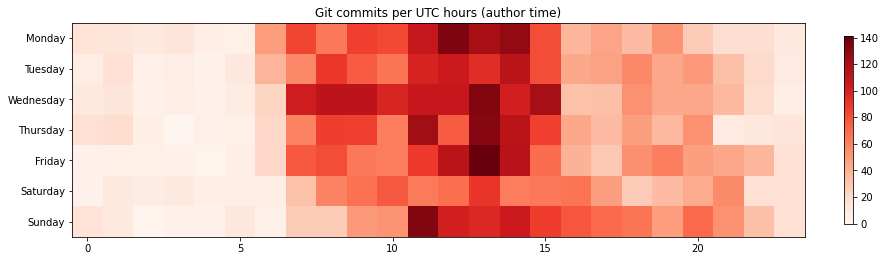 Git commits per UTC hours (author time)
Monday
Tuesday
Wednesday
Thursday
Friday
Saturday
Sunday
0 5 10 15 20
140
120
100
80
60
40
20
0